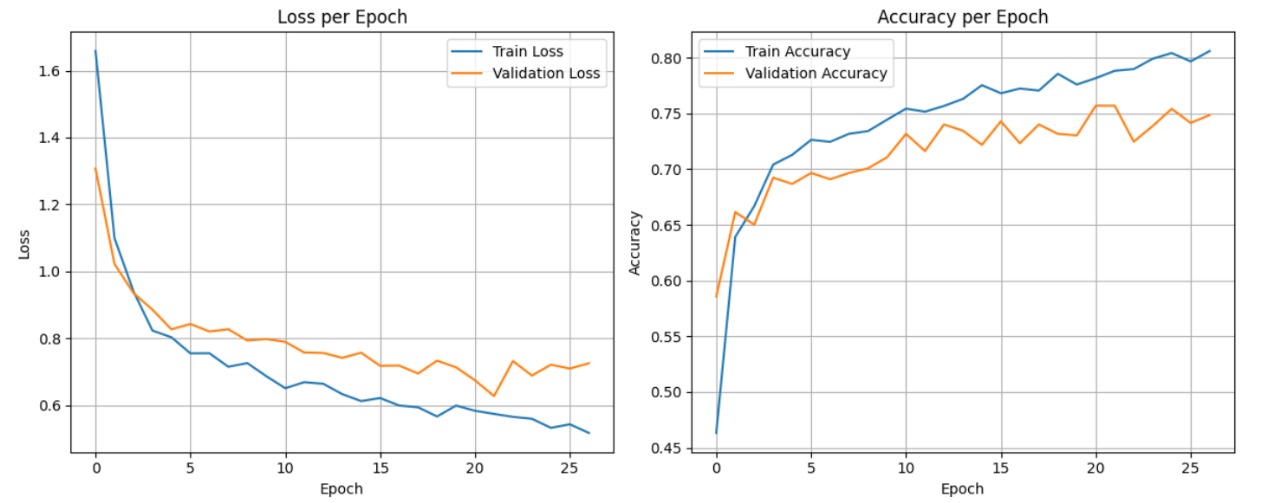 Loss per Epoch
Train Loss
Validation Loss
1.6
1.4
1.2
1.0
0.8
0.6
Loss
0
5
10
15
20
25
Epoch
Accuracy per Epoch
Train Accuracy
Validation Accuracy
0.80
0.75
0.70
0.65
0.60
0.55
0.50
0.45
Accuracy
0
5
10
15
20
25
Epoch